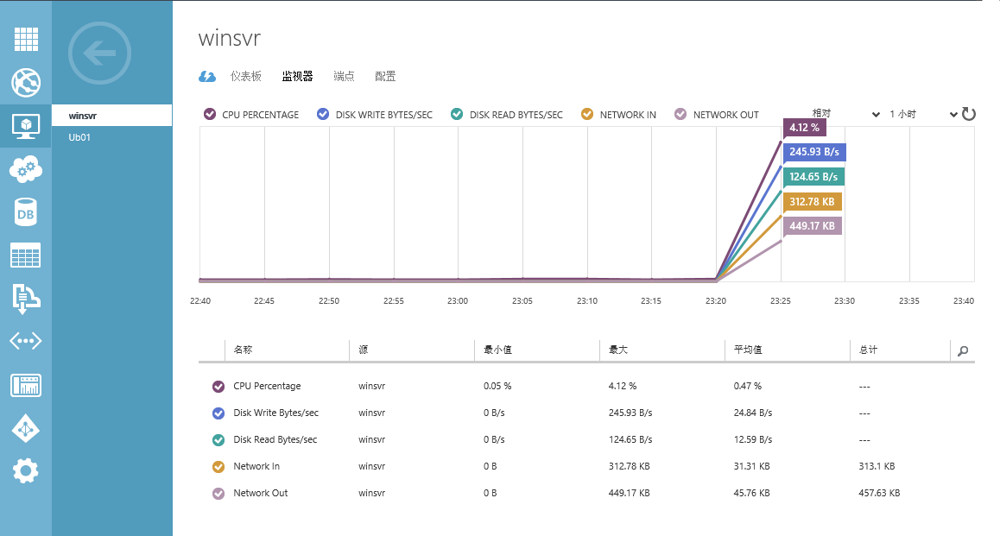 winsvr
仪表板 监视器 端点 配置
winsvr
Ub01
CPU PERCENTAGE DISK WRITE BYTES/SEC DISK READ BYTES/SEC NETWORK IN NETWORK OUT 相对 1 小时
4.12 %
245.93 B/s
124.65 B/s
312.78 KB
449.17 KB
22:40 22:45 22:50 22:55 23:00 23:05 23:10 23:15 23:20 23:25 23:30 23:35 23:40
DB
名称 源 最小值 最大 平均值 总计
CPU Percentage winsvr 0.05 % 4.12 % 0.47 % ---
Disk Write Bytes/sec winsvr 0 B/s 245.93 B/s 24.84 B/s ---
Disk Read Bytes/sec winsvr 0 B/s 124.65 B/s 12.59 B/s ---
Network In winsvr 0 B 312.78 KB 31.31 KB 313.1 KB
Network Out winsvr 0 B 449.17 KB 45.76 KB 457.63 KB